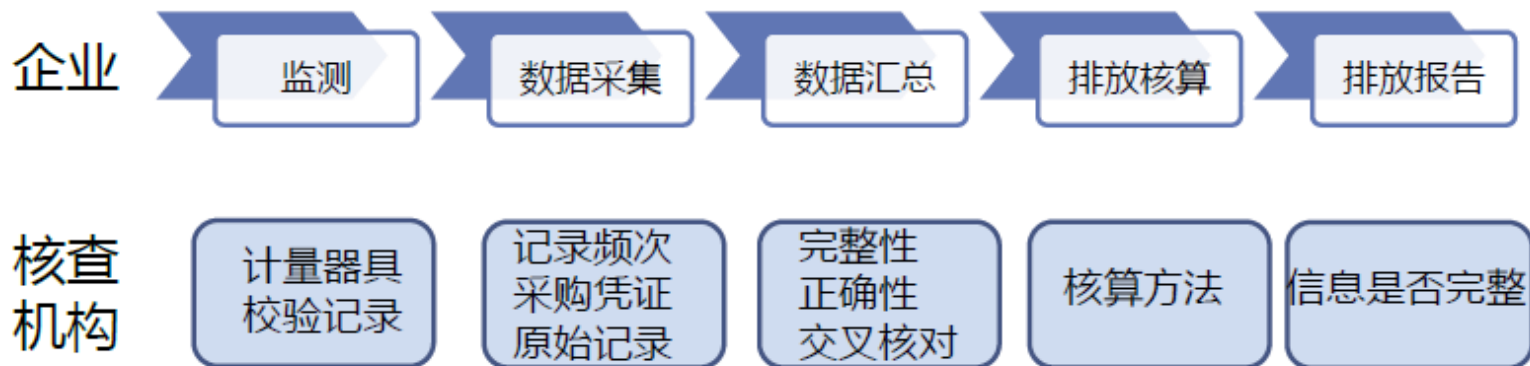 企业
监测
数据采集
数据汇总
排放核算
排放报告
核查
机构
计量器具
校验记录
记录频次
采购凭证
原始记录
完整性
正确性
交叉核对
核算方法
信息是否完整